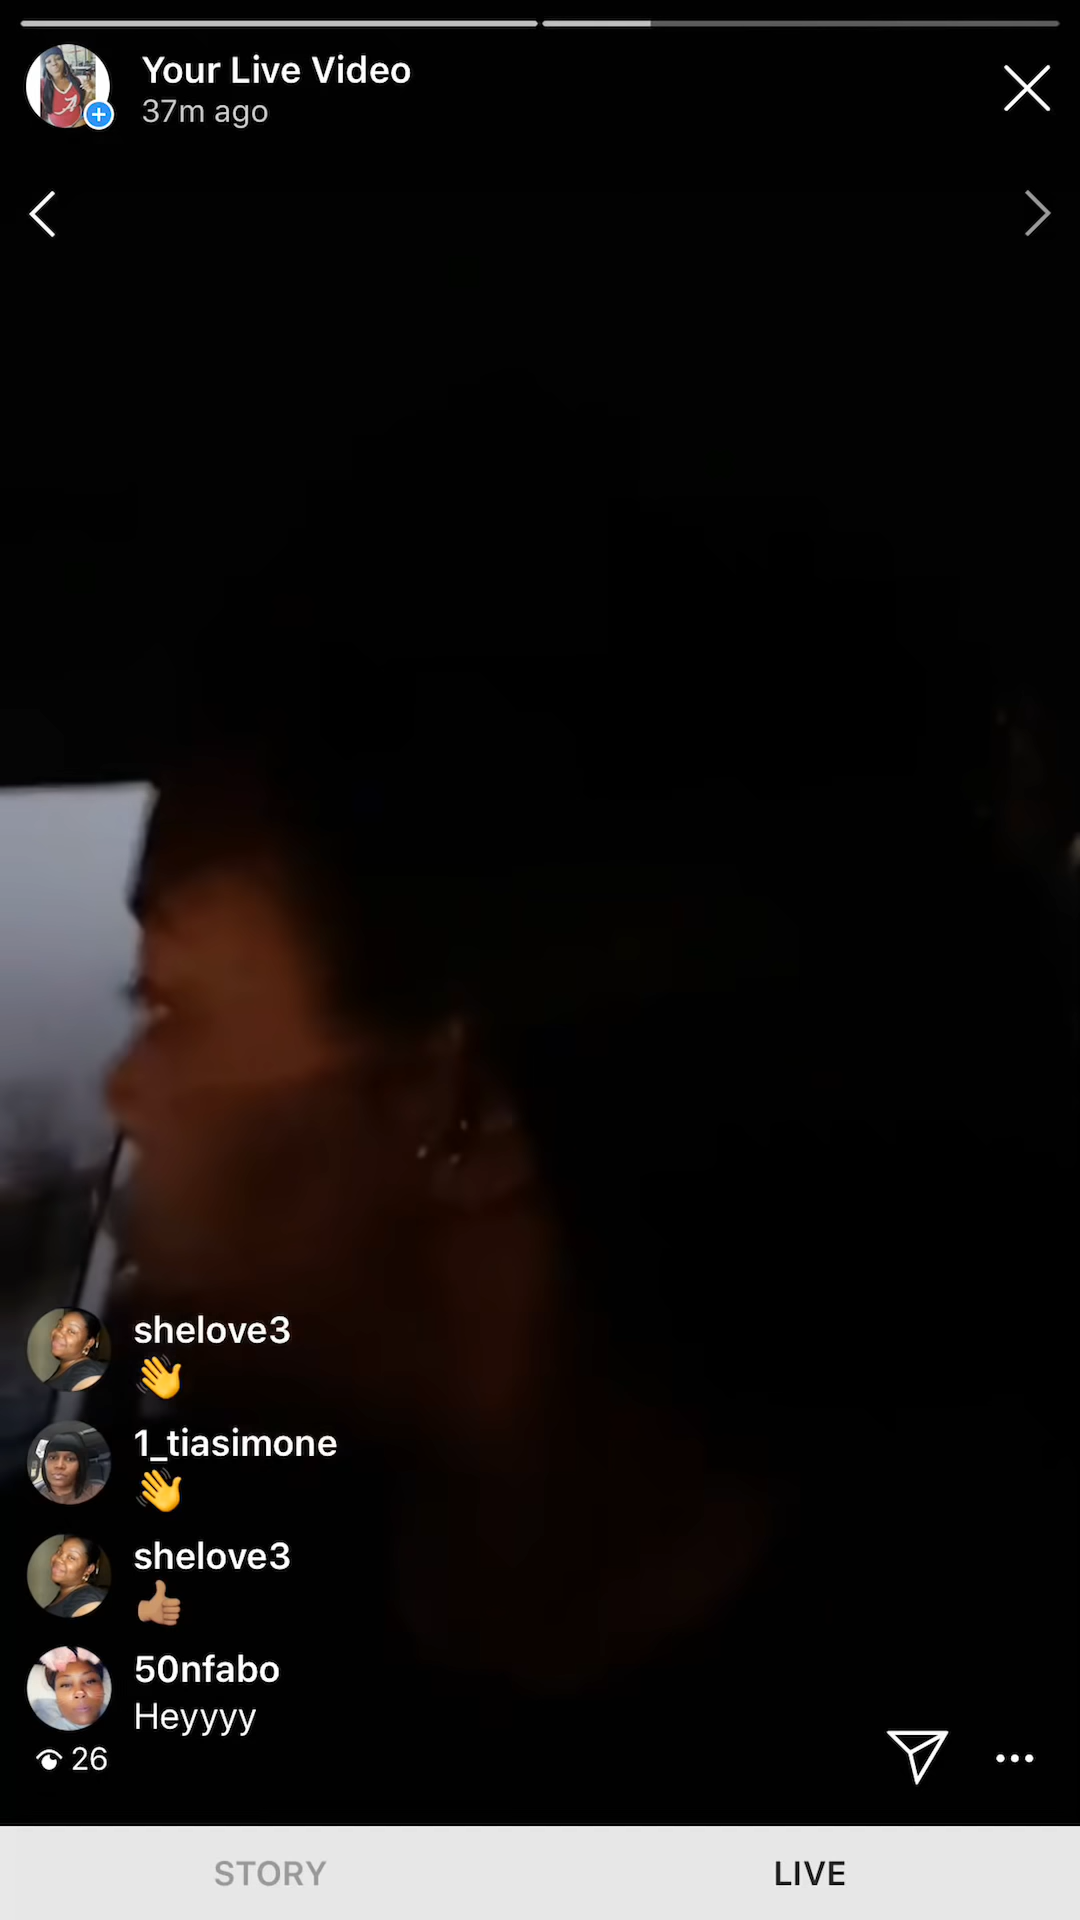 Your Live Video
37m ago
shelove3
👋
1_tiasimone
👋
shelove3
👍🏽
50nfabo
Heyyyy
26
STORY
LIVE